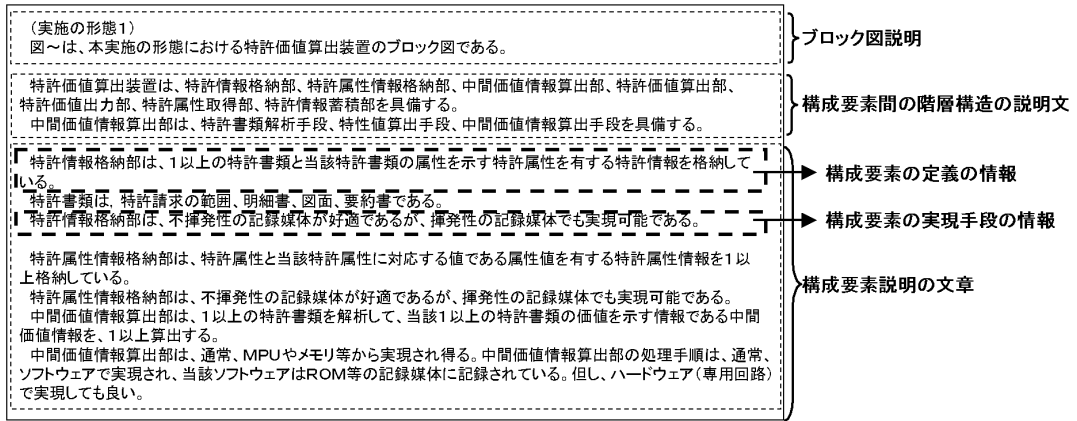 （実施の形態１）
図～は、本実施の形態における特許価値算出装置のブロック図である。
ブロック図説明
特許価値算出装置は、特許情報格納部、特許属性情報格納部、中間価値情報算出部、特許価値算出部、
特許価値出力部、特許属性取得部、特許情報蓄積部を具備する。
中間価値情報算出部は、特許書類解析手段、特性値算出手段、中間価値情報算出手段を具備する。
構成要素間の階層構造の説明文
特許情報格納部は、１以上の特許書類と当該特許書類の属性を示す特許属性を有する特許情報を格納して
いる。
構成要素の定義の情報
特許書類は，特許請求の範囲、明細書、図面、要約書である。
特許情報格納部は、不揮発性の記録媒体が好適であるが、揮発性の記録媒体でも実現可能である。
構成要素の実現手段の情報
特許属性情報格納部は、特許属性と当該特許属性に対応する値である属性値を有する特許属性情報を１以
上格納している。
構成要素説明の文章
特許属性情報格納部は、不揮発性の記録媒体が好適であるが、揮発性の記録媒体でも実現可能である。
中間価値情報算出部は、１以上の特許書類を解析して、当該１以上の特許書類の価値を示す情報である中間
価値情報を、１以上算出する。
中間価値情報算出部は、通常、MPUやメモリ等から実現され得る。中間価値情報算出部の処理手順は、通常、
ソフトウェアで実現され、当該ソフトウェアはROM等の記録媒体に記録されている。但し、ハードウェア（専用回路）
で実現しても良い。